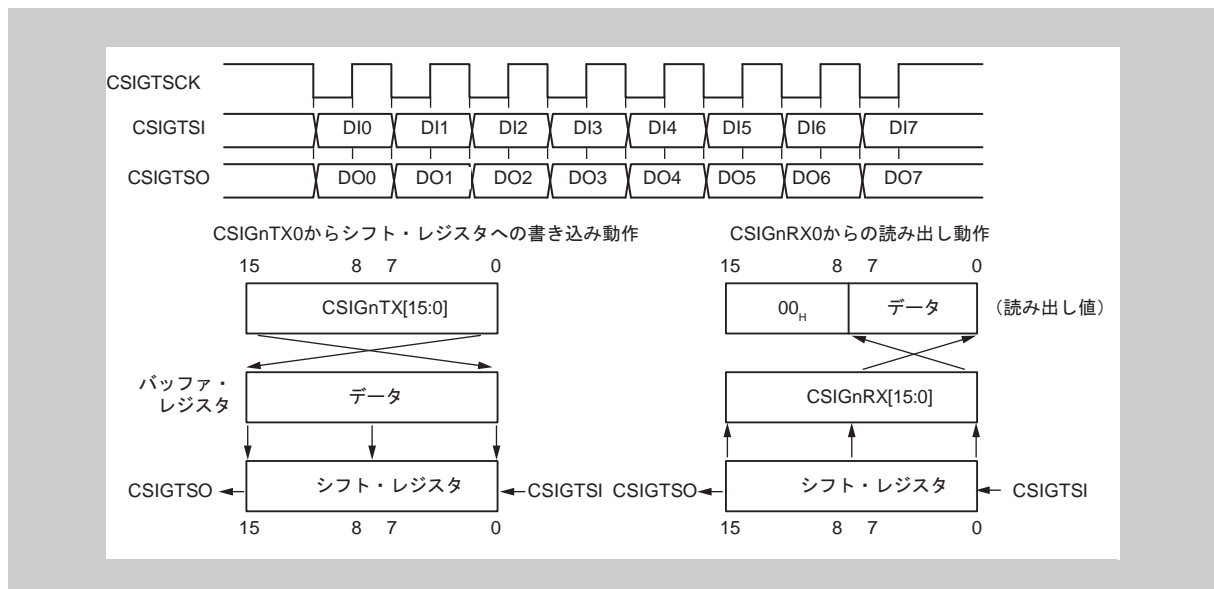 CSIGTSCK
CSIGTSI DI0 DI1 DI2 DI3 DI4 DI5 DI6 DI7
CSIGTSO DO0 DO1 DO2 DO3 DO4 DO5 DO6 DO7
CSIGnTX0からシフト・レジスタへの書き込み動作
15 8 7 0
CSIGnTX[15:0]
バッファ・
レジスタ
データ
CSIGTSO シフト・レジスタ CSIGTSI
15 8 7 0
CSIGnRX0からの読み出し動作
15 8 7 0
00H データ (読み出し値)
CSIGnRX[15:0]
CSIGTSO シフト・レジスタ CSIGTSI
15 8 7 0